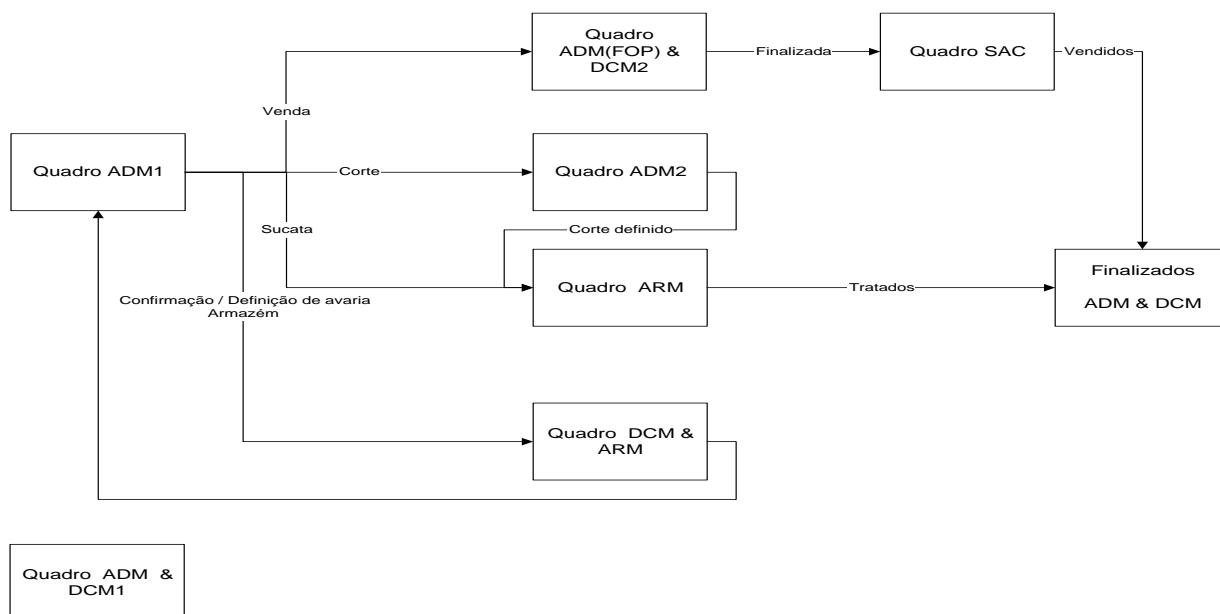 Quadro
ADM(FOP) &
DCM2
Finalizada
Quadro SAC
Vendidos
Venda
Quadro ADM1
Corte
Quadro ADM2
Sucata
Corte definido
Confirmação / Definição de avaria
Armazém
Quadro ARM
Tratados
Finalizados
ADM & DCM
Quadro DCM &
ARM
Quadro ADM &
DCM1